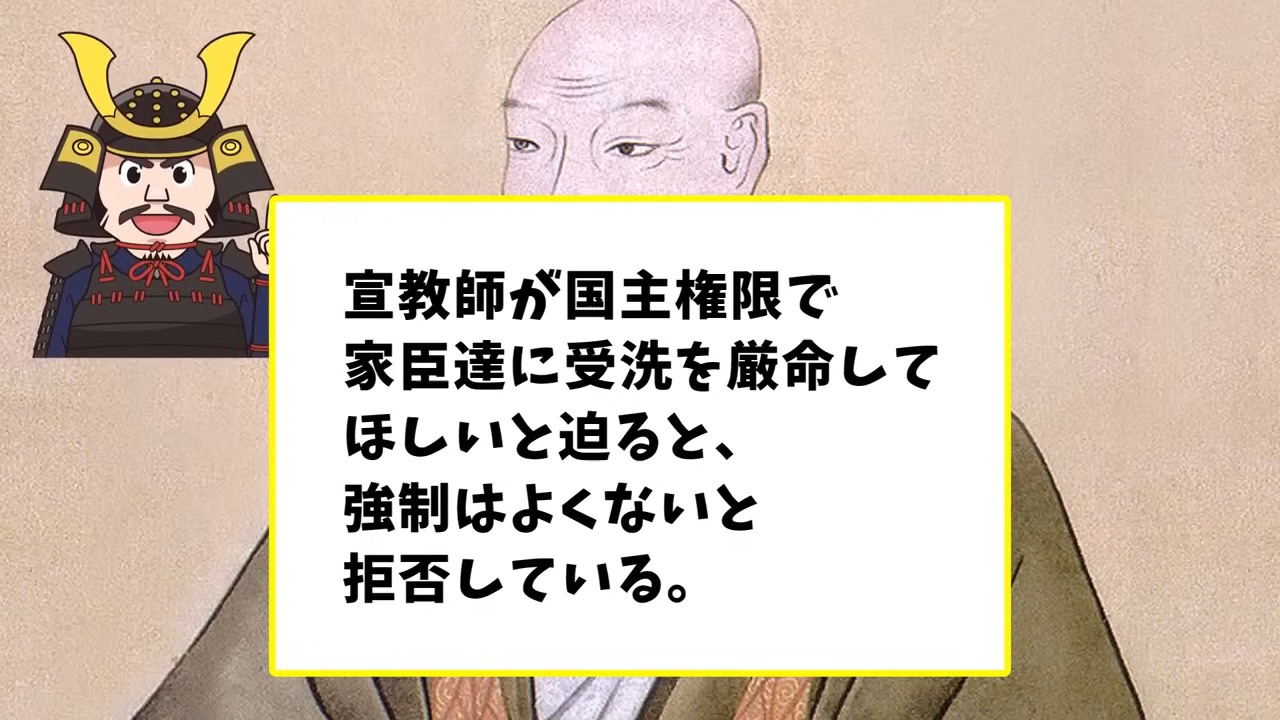 宣教師が国主権限で
家臣達に受洗を厳命して
ほしいと迫ると、
強制はよくないと
拒否している。